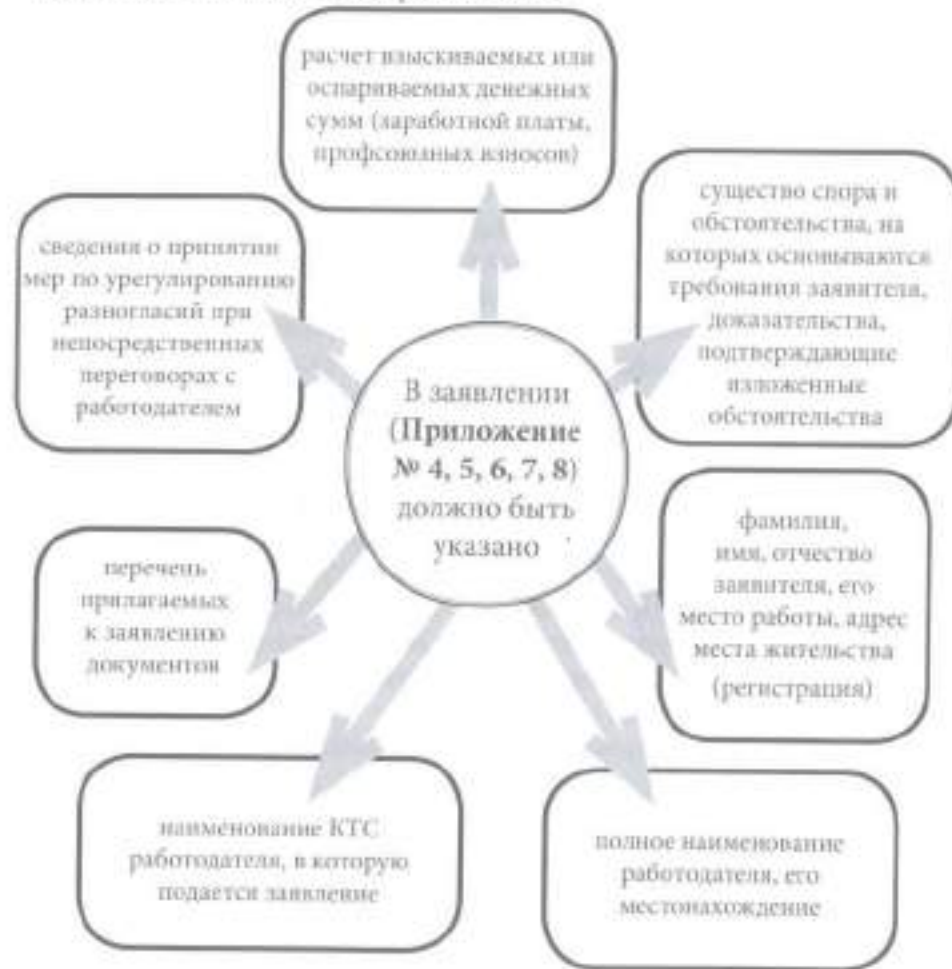 расчет взыскиваемых или
оспариваемых денежных
сумм (заработной платы,
профсоюзных взносов)
сведения о принятии
мер по урегулированию
разногласий при
непосредственных
переговорах с
работодателем
существо спора и
обстоятельства, на
которых основываются
требования заявителя,
доказательства,
подтверждающие
изложенные
обстоятельства
В заявлении
(Приложение
№ 4, 5, 6, 7, 8)
должно быть
указано
перечень
прилагаемых
к заявлению
документов
фамилия,
имя, отчество
заявителя, его
место работы, адрес
места жительства
(регистрация)
наименование КТС
работодателя, в которую
подается заявление
полное наименование
работодателя, его
местонахождение